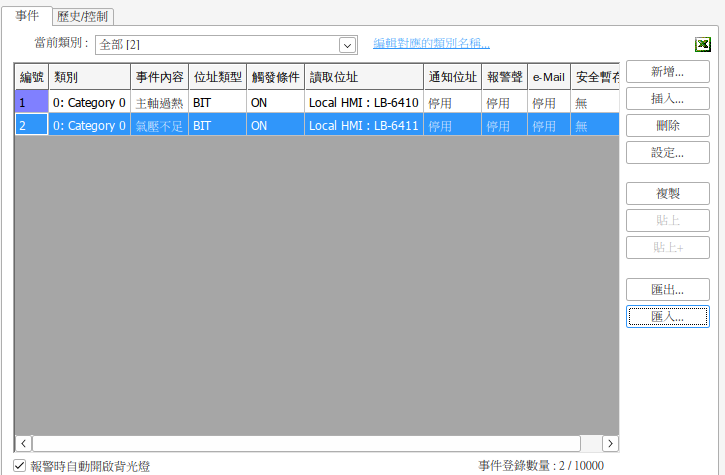 事件 歷史/控制
當前類別 : 全部 [2] 編輯對應的類別名稱...
編號 類別 事件內容 位址類型 觸發條件 讀取位址 通知位址 報警聲 e-Mail 安全暫存
1 0: Category 0 主軸過熱 BIT ON Local HMI : LB-6410 停用 停用 停用 無
2 0: Category 0 氣壓不足 BIT ON Local HMI : LB-6411 停用 停用 停用 無
新增...
插入...
刪除
設定...
複製
貼上
貼上+
匯出...
匯入...
報警時自動開啟背光燈 事件登錄數量 : 2 / 10000